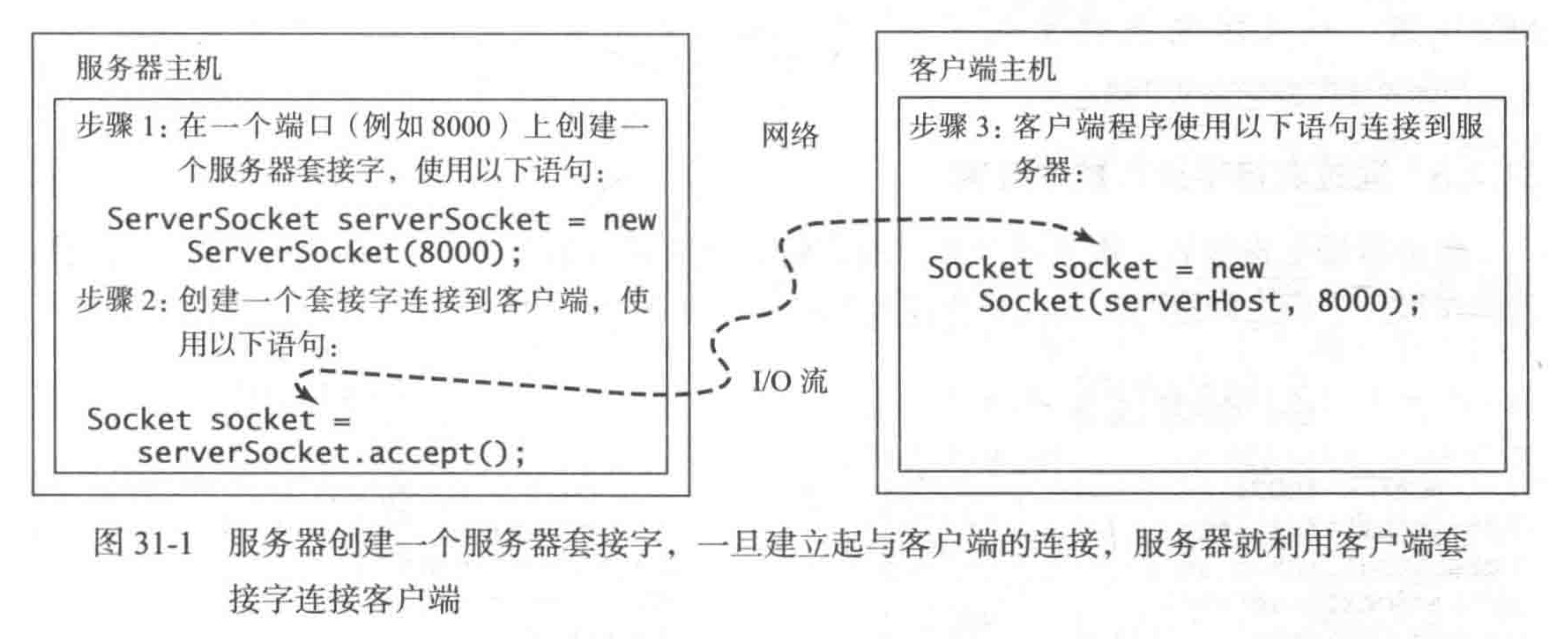 服务器主机
步骤 1: 在一个端口（例如 8000）上创建一
个服务器套接字，使用以下语句：
ServerSocket serverSocket = new
ServerSocket(8000);
步骤 2: 创建一个套接字连接到客户端，使
用以下语句：
Socket socket =
serverSocket.accept();
网络
I/O 流
客户端主机
步骤 3: 客户端程序使用以下语句连接到服
务器：
Socket socket = new
Socket(serverHost, 8000);
图 31-1 服务器创建一个服务器套接字，一旦建立起与客户端的连接，服务器就利用客户端套
接字连接客户端